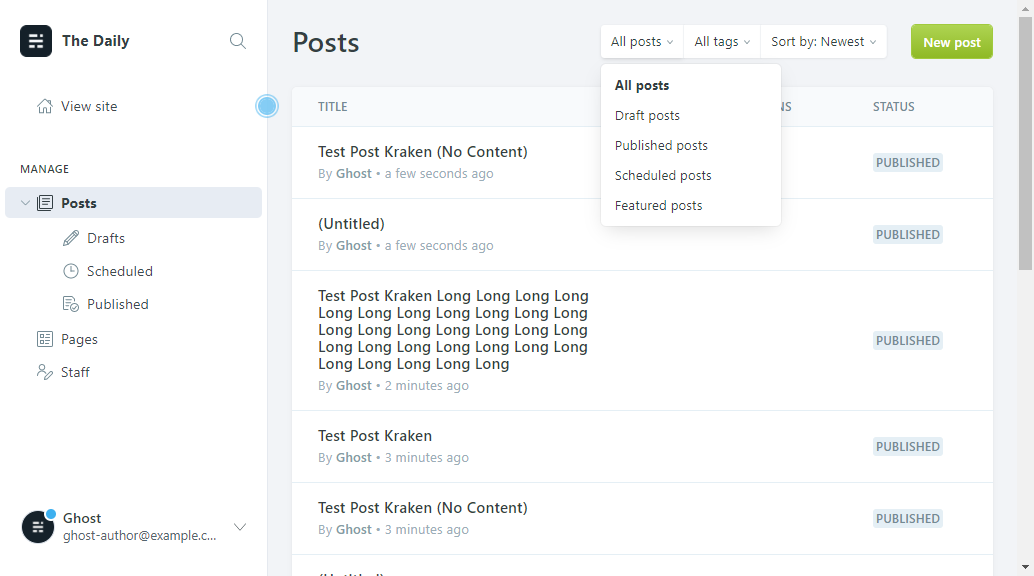 The Daily
View site
MANAGE
Posts
Drafts
Scheduled
Published
Pages
Staff
Ghost
ghost-author@example.c...
Posts
All posts
All tags
Sort by: Newest
New post
All posts
Draft posts
Published posts
Scheduled posts
Featured posts
TITLE
STATUS
Test Post Kraken (No Content)
By Ghost • a few seconds ago
PUBLISHED
(Untitled)
By Ghost • a few seconds ago
PUBLISHED
Test Post Kraken Long Long Long Long
Long Long Long Long Long Long Long
Long Long Long Long Long Long Long
Long Long Long Long Long Long Long
Long Long Long Long Long
By Ghost • 2 minutes ago
PUBLISHED
Test Post Kraken
By Ghost • 3 minutes ago
PUBLISHED
Test Post Kraken (No Content)
By Ghost • 3 minutes ago
PUBLISHED